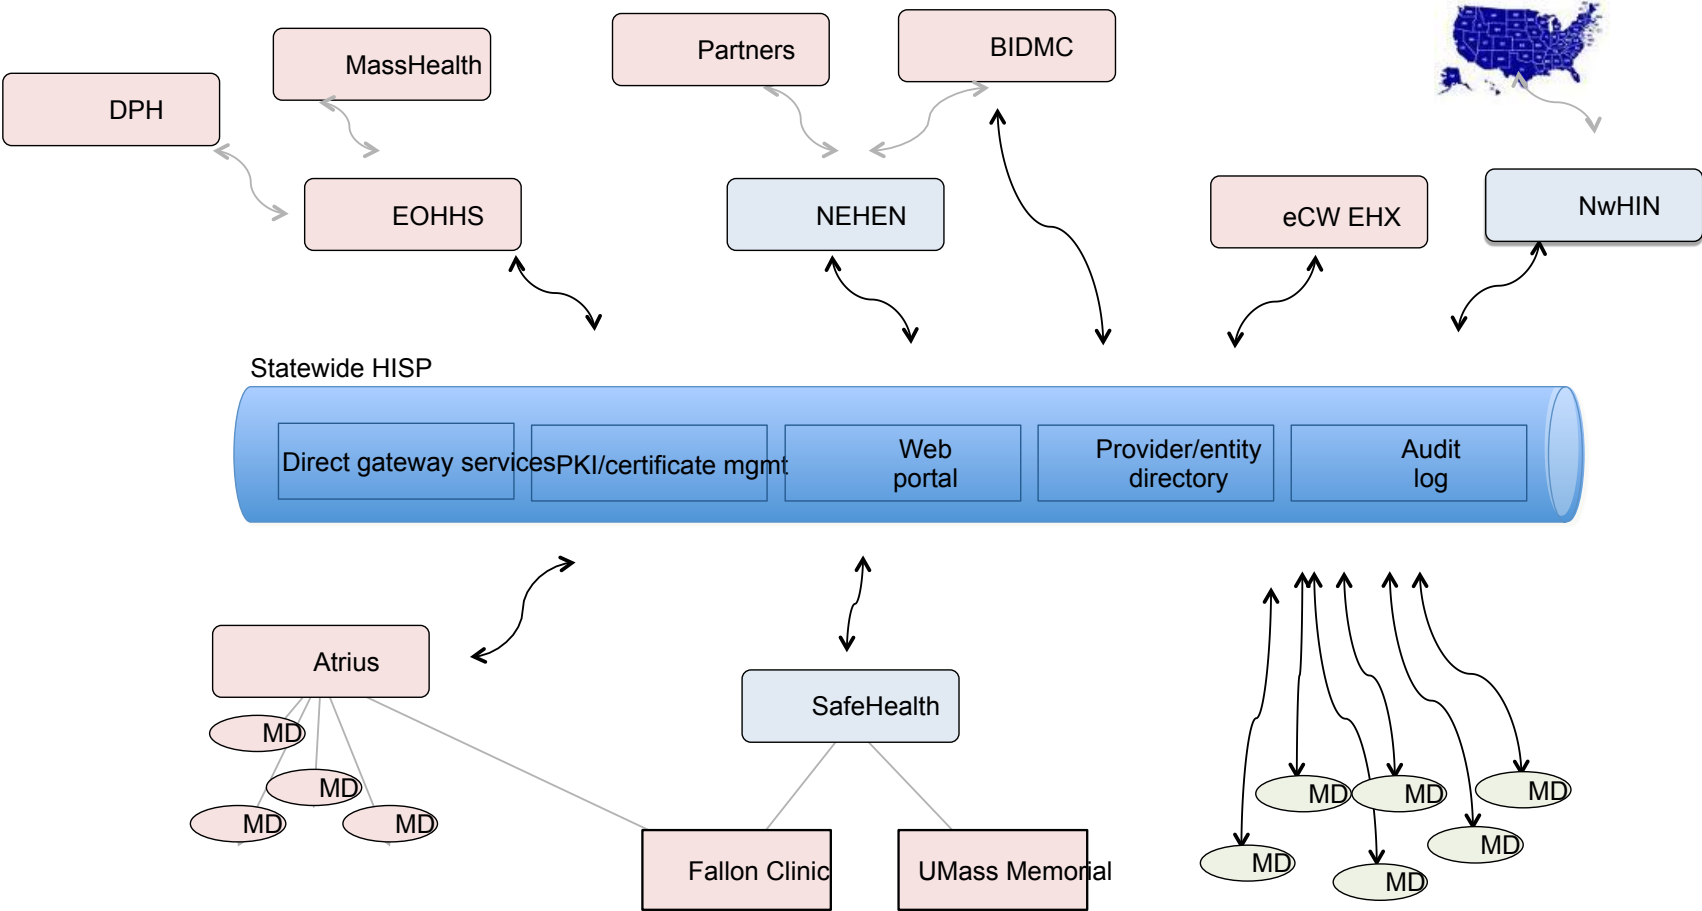 MassHealth
Partners
BIDMC
DPH
EOHHS
NEHEN
eCW EHX
NwHIN
Statewide HISP
Direct gateway services
PKI/certificate mgmt
Web
portal
Provider/entity
directory
Audit
log
Atrius
SafeHealth
MD
MD
MD
MD
Fallon Clinic
UMass Memorial
MD
MD
MD
MD
MD
MD